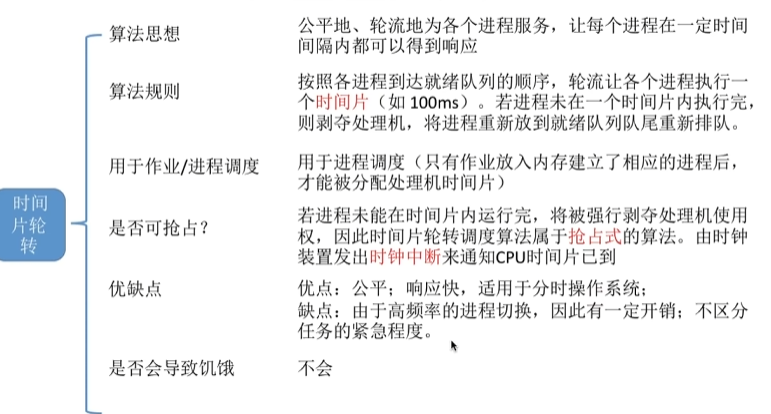 时间
片轮
转
算法思想
公平地、轮流地为各个进程服务，让每个进程在一定时间
间隔内都可以得到响应
算法规则
按照各进程到达就绪队列的顺序，轮流让各个进程执行一
个时间片（如 100ms）。若进程未在一个时间片内执行完，
则剥夺处理机，将进程重新放到就绪队列队尾重新排队。
用于作业/进程调度
用于进程调度（只有作业放入内存建立了相应的进程后，
才能被分配处理机时间片）
是否可抢占？
若进程未能在时间片内运行完，将被强行剥夺处理机使用
权，因此时间片轮转调度算法属于抢占式的算法。由时钟
装置发出时钟中断来通知CPU时间片已到
优缺点
优点：公平；响应快，适用于分时操作系统；
缺点：由于高频率的进程切换，因此有一定开销；不区分
任务的紧急程度。
是否会导致饥饿
不会